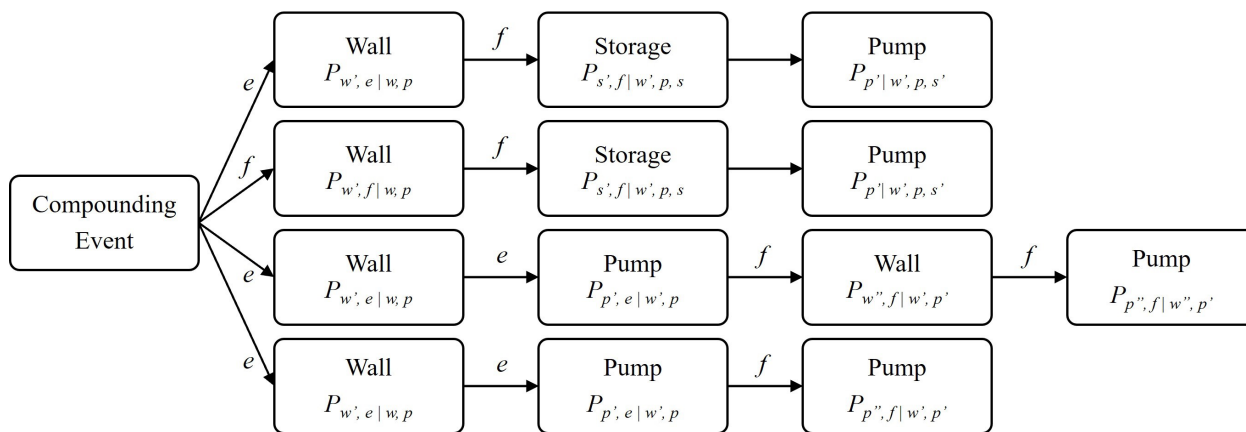 e
Wall
P_{w', e | w, p}
f
Storage
P_{s', f | w', p, s}
Pump
P_{p' | w', p, s'}
f
Wall
P_{w', f | w, p}
f
Storage
P_{s', f | w', p, s}
Pump
P_{p' | w', p, s'}
Compounding
Event
e
Wall
P_{w', e | w, p}
e
Pump
P_{p', e | w', p}
f
Wall
P_{w'', f | w', p'}
f
Pump
P_{p'', f | w'', p'}
e
Wall
P_{w', e | w, p}
e
Pump
P_{p', e | w', p}
f
Pump
P_{p'', f | w', p'}